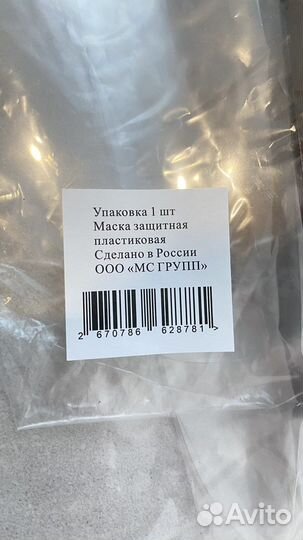 Упаковка 1 шт
Маска защитная
пластиковая
Сделано в России
ООО «МС ГРУПП»
2 670786 628781 >
Avito